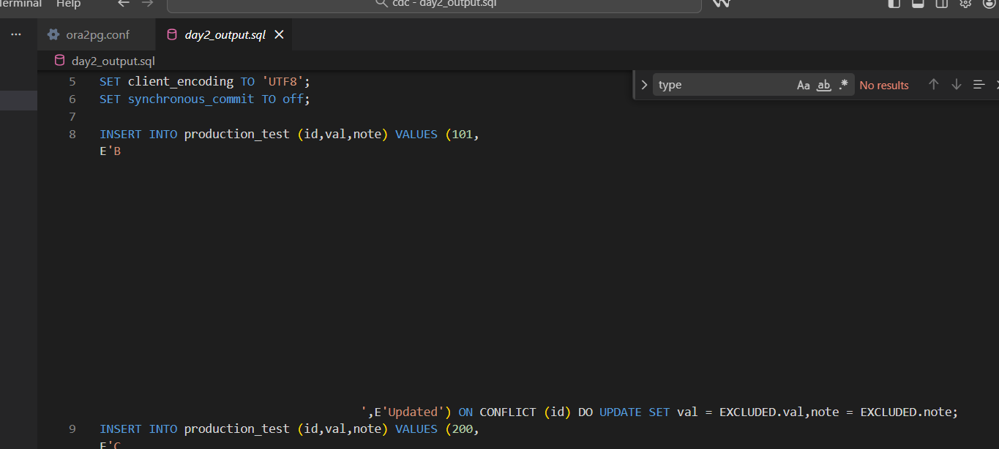 Terminal Help ← → cdc - day2_output.sql
··· ora2pg.conf day2_output.sql
day2_output.sql
type Aa ab .* No results
5 SET client_encoding TO 'UTF8';
6 SET synchronous_commit TO off;
7
8 INSERT INTO production_test (id,val,note) VALUES (101,
E'B
',E'Updated') ON CONFLICT (id) DO UPDATE SET val = EXCLUDED.val,note = EXCLUDED.note;
9 INSERT INTO production_test (id,val,note) VALUES (200,
E'C